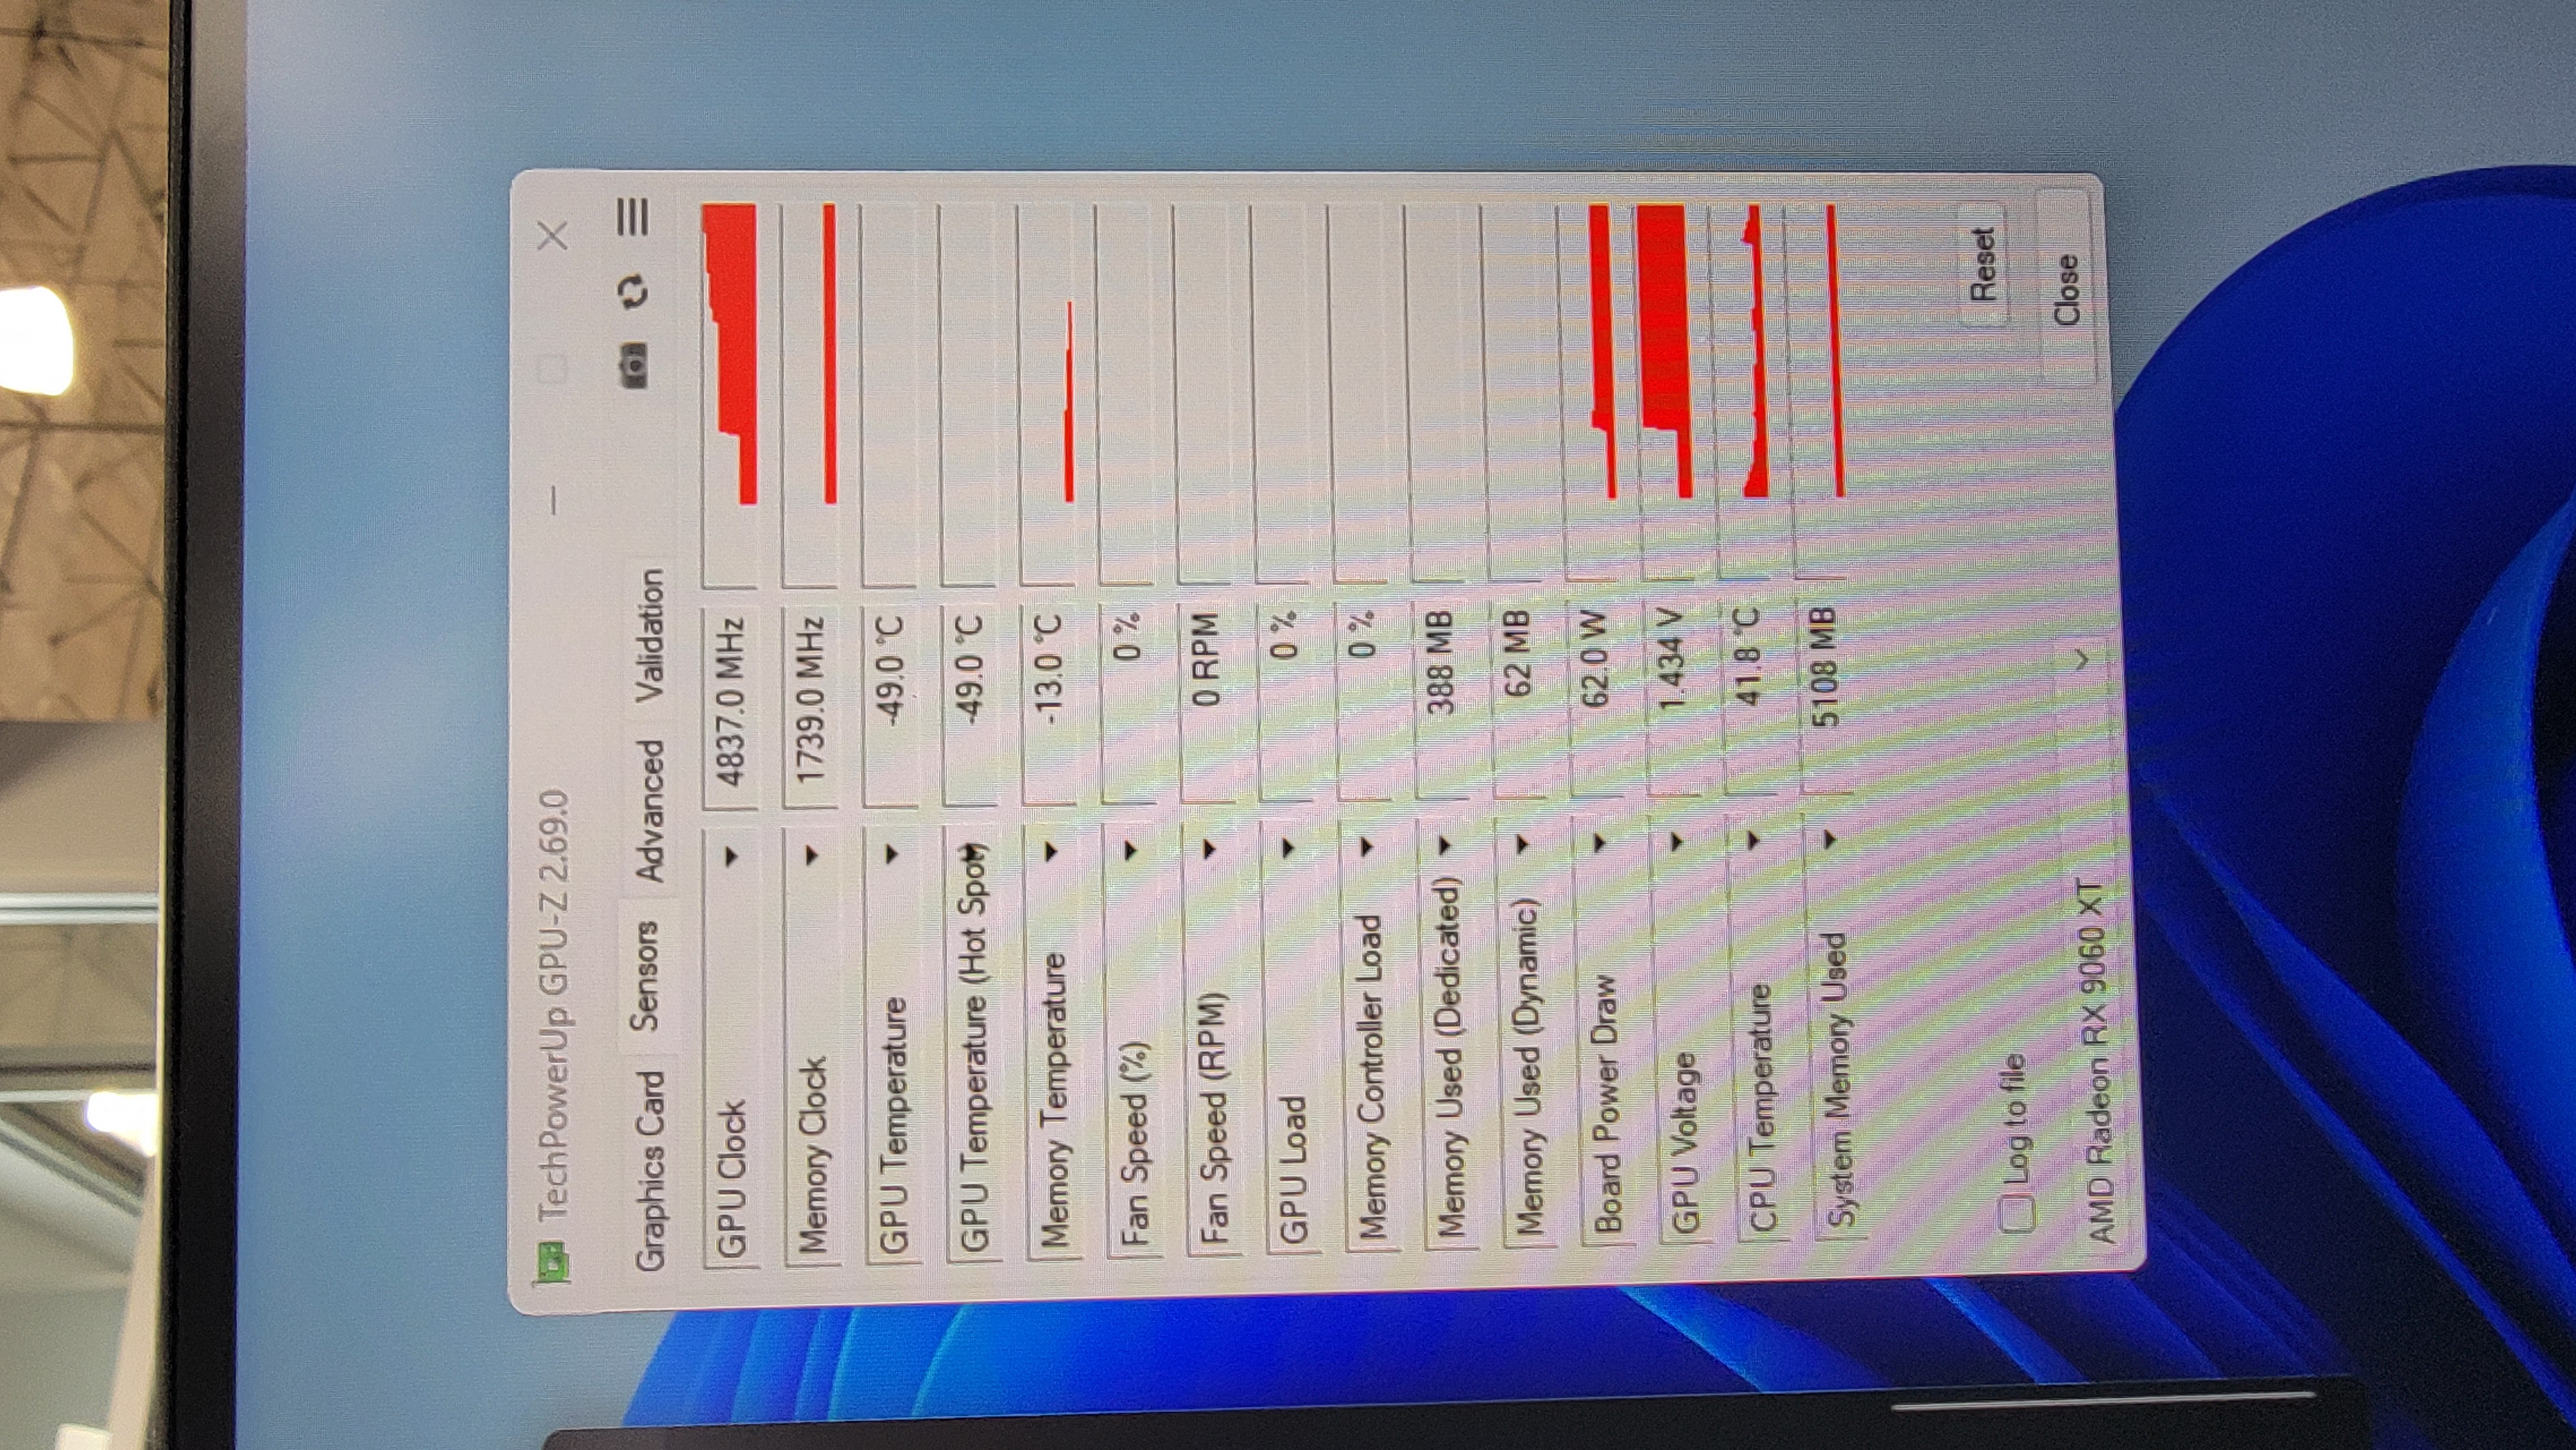 TechPowerUp GPU-Z 2.69.0
Graphics Card Sensors Advanced Validation
GPU Clock 4837.0 MHz
Memory Clock 1739.0 MHz
GPU Temperature -49.0 °C
GPU Temperature (Hot Spot) -49.0 °C
Memory Temperature -13.0 °C
Fan Speed (%) 0 %
Fan Speed (RPM) 0 RPM
GPU Load 0 %
Memory Controller Load 0 %
Memory Used (Dedicated) 388 MB
Memory Used (Dynamic) 62 MB
Board Power Draw 62.0 W
GPU Voltage 1.434 V
CPU Temperature 41.8 °C
System Memory Used 5108 MB
Reset
Log to file
Close
AMD Radeon RX 9060 XT